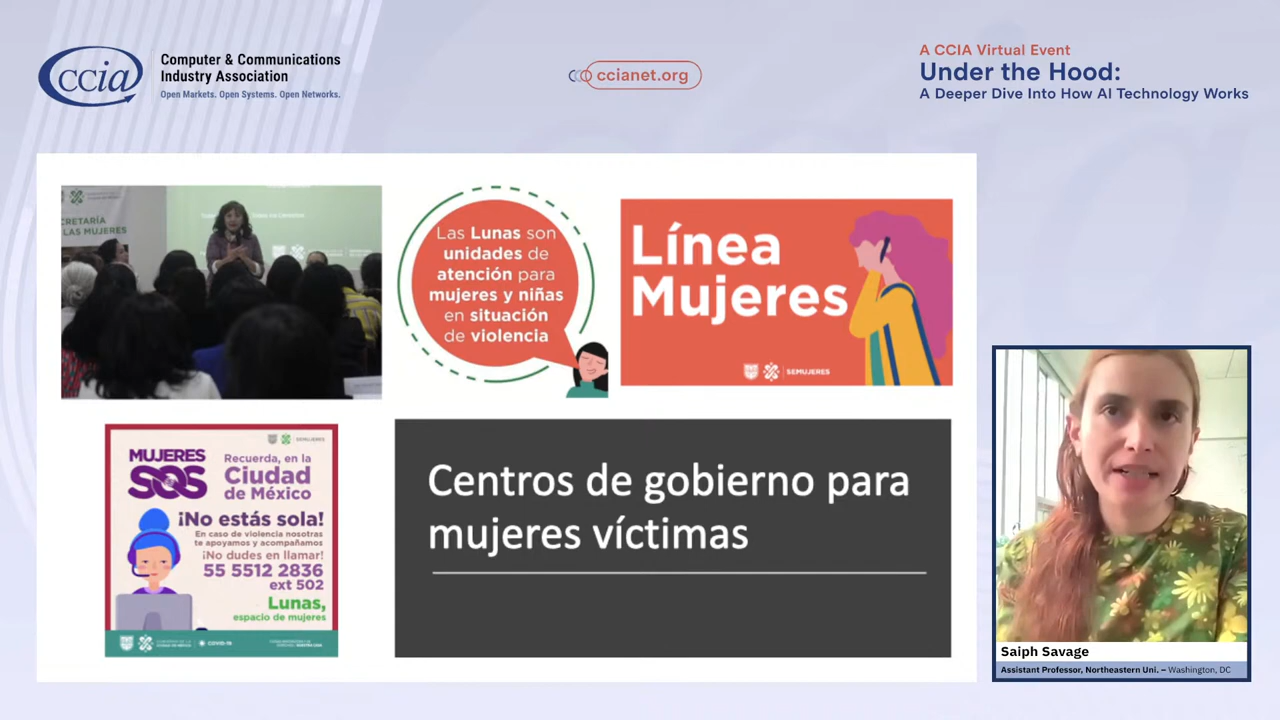 ccia
Computer & Communications
Industry Association
Open Markets. Open Systems. Open Networks.
ccianet.org
A CCIA Virtual Event
Under the Hood:
A Deeper Dive Into How AI Technology Works
CRETARÍA
LAS MUJERES
Las Lunas son
unidades de
atención para
mujeres y niñas
en situación
de violencia
Línea
Mujeres
SEMUJERES
SEMUJERES
MUJERES
SOS
Recuerda, en la
Ciudad
de México
¡No estás sola!
En caso de violencia nosotras
te apoyamos y acompañamos
¡No dudes en llamar!
55 5512 2836
ext 502
Lunas,
espacio de mujeres
COVID-19
Centros de gobierno para
mujeres víctimas
Saiph Savage
Assistant Professor, Northeastern Uni. – Washington, DC